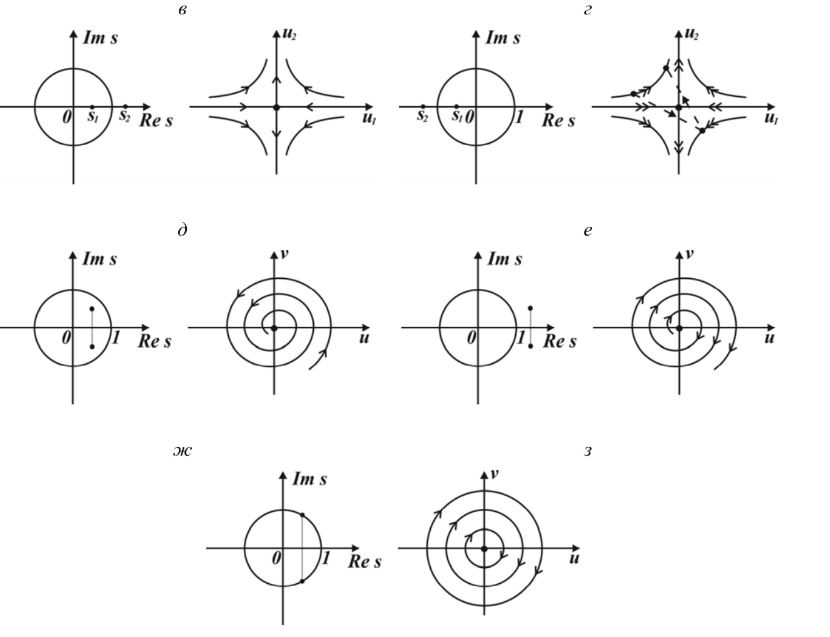 в г
Im s u₂ Im s u₂
0 s₁ s₂ Re s u₁ s₂ s₁ 0 1 Re s u₁
д е
Im s v Im s v
0 1 Re s u 0 1 Re s u
ж з
Im s v
0 1 Re s u